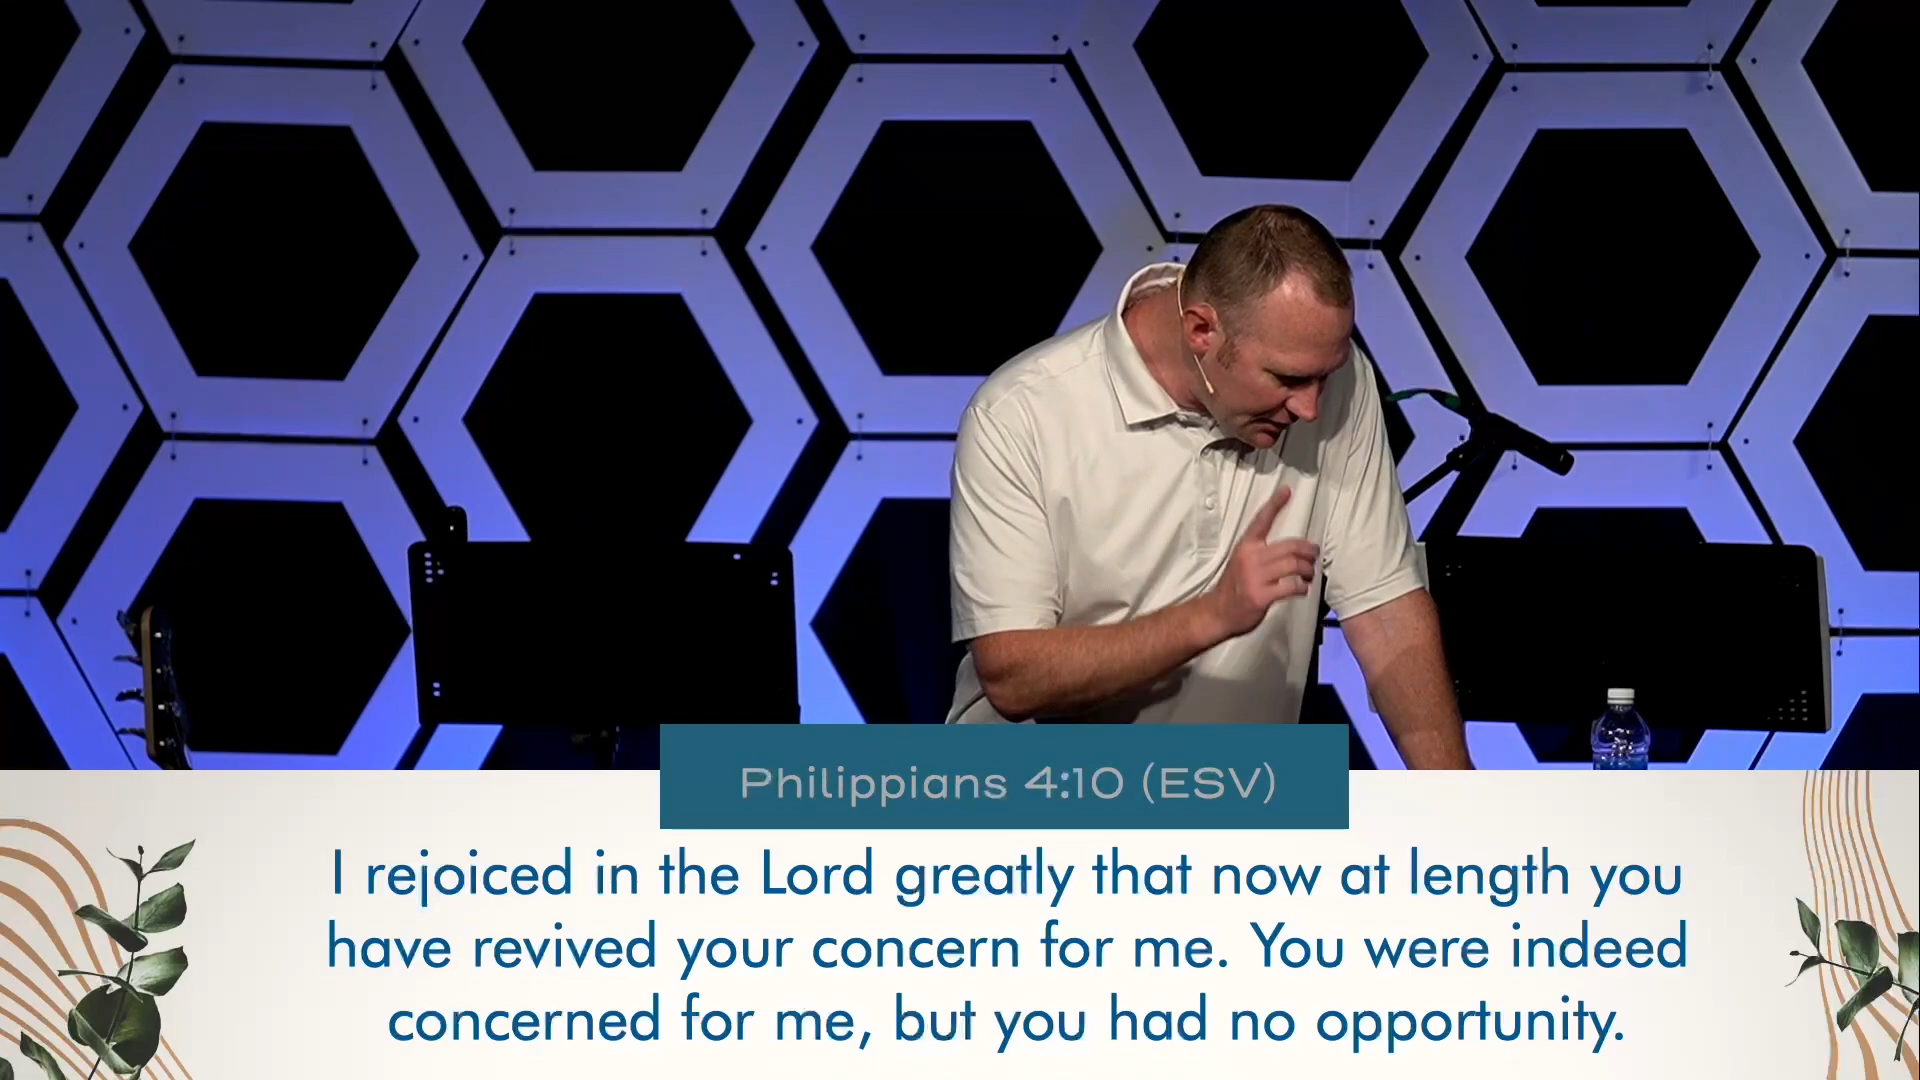 Philippians 4:10 (ESV)
I rejoiced in the Lord greatly that now at length you
have revived your concern for me. You were indeed
concerned for me, but you had no opportunity.